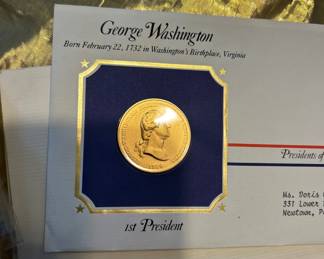 George Washington
Born February 22, 1732 in Washington's Birthplace, Virginia
Presidents of
Ms. Doris
331 Lower
Newtown, P
1st President